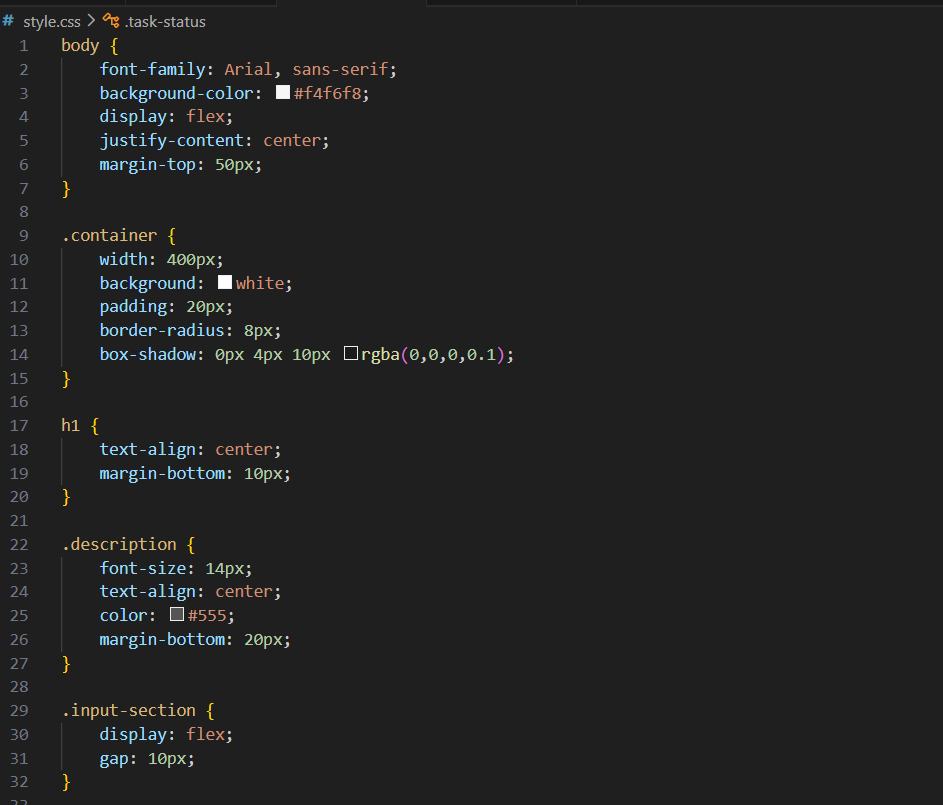 # style.css > .task-status
1 body {
2 font-family: Arial, sans-serif;
3 background-color: #f4f6f8;
4 display: flex;
5 justify-content: center;
6 margin-top: 50px;
7 }
8
9 .container {
10 width: 400px;
11 background: white;
12 padding: 20px;
13 border-radius: 8px;
14 box-shadow: 0px 4px 10px rgba(0,0,0,0.1);
15 }
16
17 h1 {
18 text-align: center;
19 margin-bottom: 10px;
20 }
21
22 .description {
23 font-size: 14px;
24 text-align: center;
25 color: #555;
26 margin-bottom: 20px;
27 }
28
29 .input-section {
30 display: flex;
31 gap: 10px;
32 }